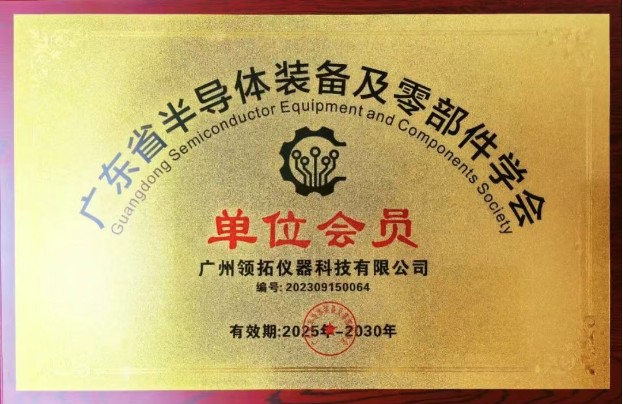 广东省半导体装备及零部件学会
Guangdong Semiconductor Equipment and Components Society
单位会员
广州领拓仪器科技有限公司
编号: 202309150064
有效期:2025年-2030年